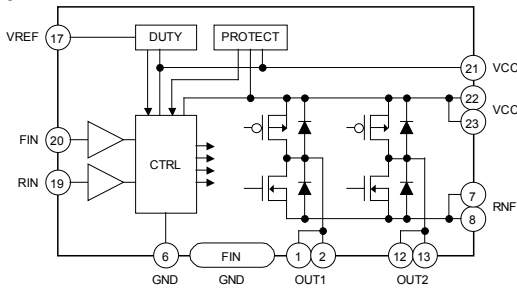 VREF 17 DUTY PROTECT
21 VCC
22 VCC
23
FIN 20
CTRL
RIN 19
7 RNF
8
6 FIN 1 2 12 13
GND GND OUT1 OUT2